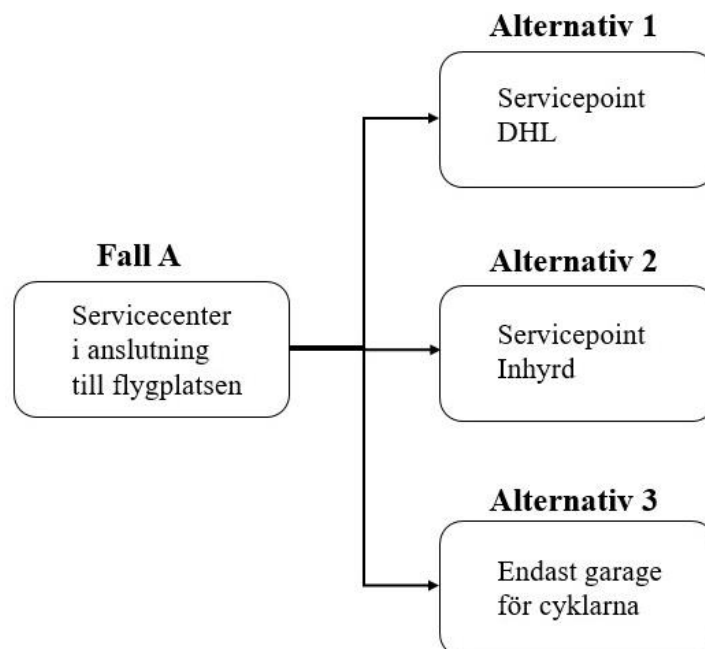 Alternativ 1
Servicepoint
DHL
Fall A
Servicecenter
i anslutning
till flygplatsen
Alternativ 2
Servicepoint
Inhyrd
Alternativ 3
Endast garage
för cyklarna